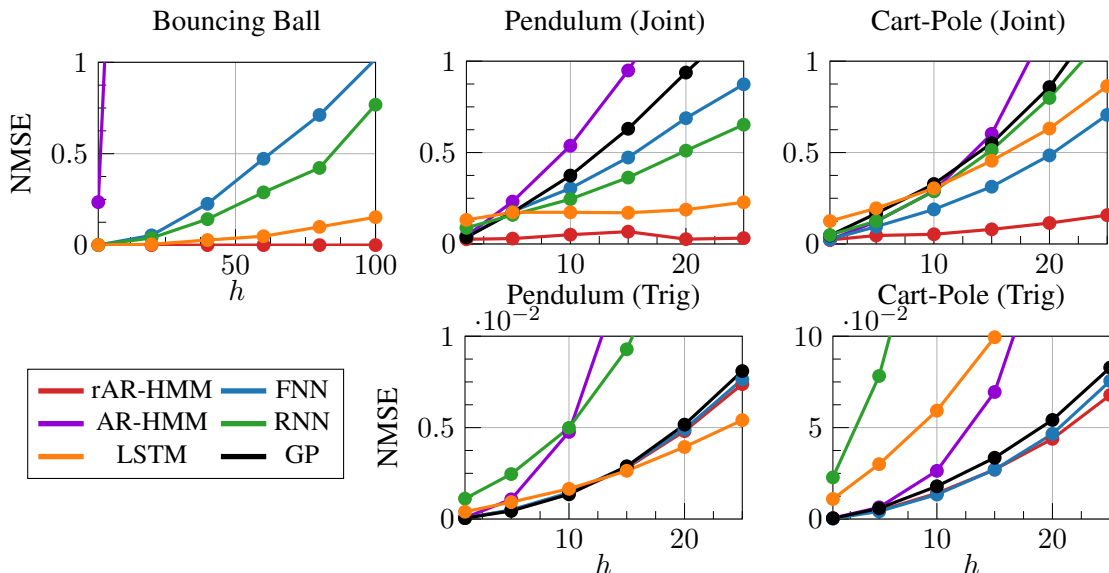 Bouncing Ball
Pendulum (Joint)
Cart-Pole (Joint)
NMSE
1
0.5
0
50
100
h
1
0.5
0
10
20
1
0.5
0
10
20
Pendulum (Trig)
Cart-Pole (Trig)
rAR-HMM
FNN
AR-HMM
RNN
LSTM
GP
NMSE
·10⁻²
1
0.5
0
10
20
h
·10⁻²
10
5
0
10
20
h